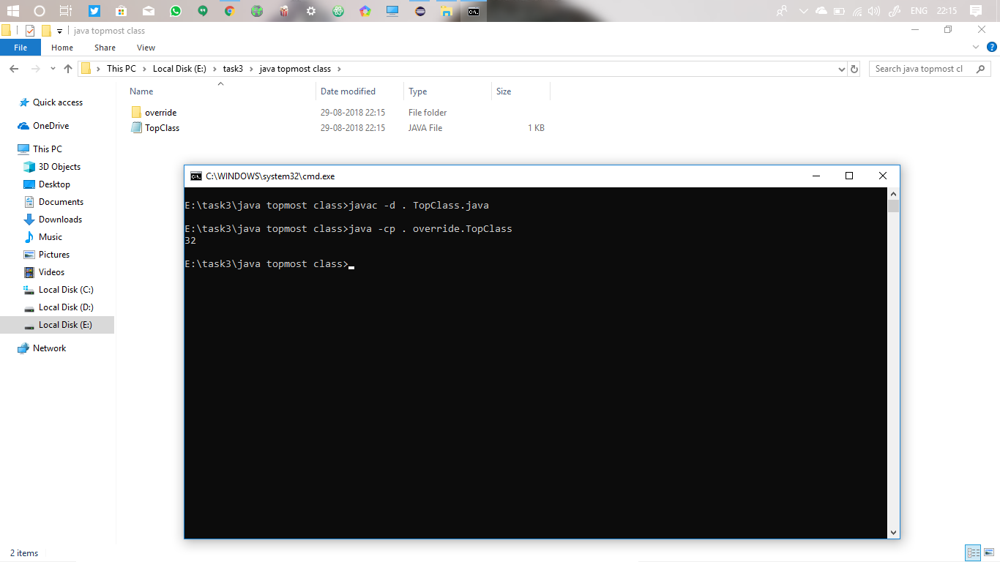 ENG 22:15
java topmost class
File Home Share View
This PC Local Disk (E:) task3 java topmost class
Search java topmost cl
Name Date modified Type Size
override 29-08-2018 22:15 File folder
TopClass 29-08-2018 22:15 JAVA File 1 KB
Quick access
OneDrive
This PC
3D Objects
Desktop
Documents
Downloads
Music
Pictures
Videos
Local Disk (C:)
Local Disk (D:)
Local Disk (E:)
Network
C:\WINDOWS\system32\cmd.exe
E:\task3\java topmost class>javac -d . TopClass.java
E:\task3\java topmost class>java -cp . override.TopClass
32
E:\task3\java topmost class>
2 items